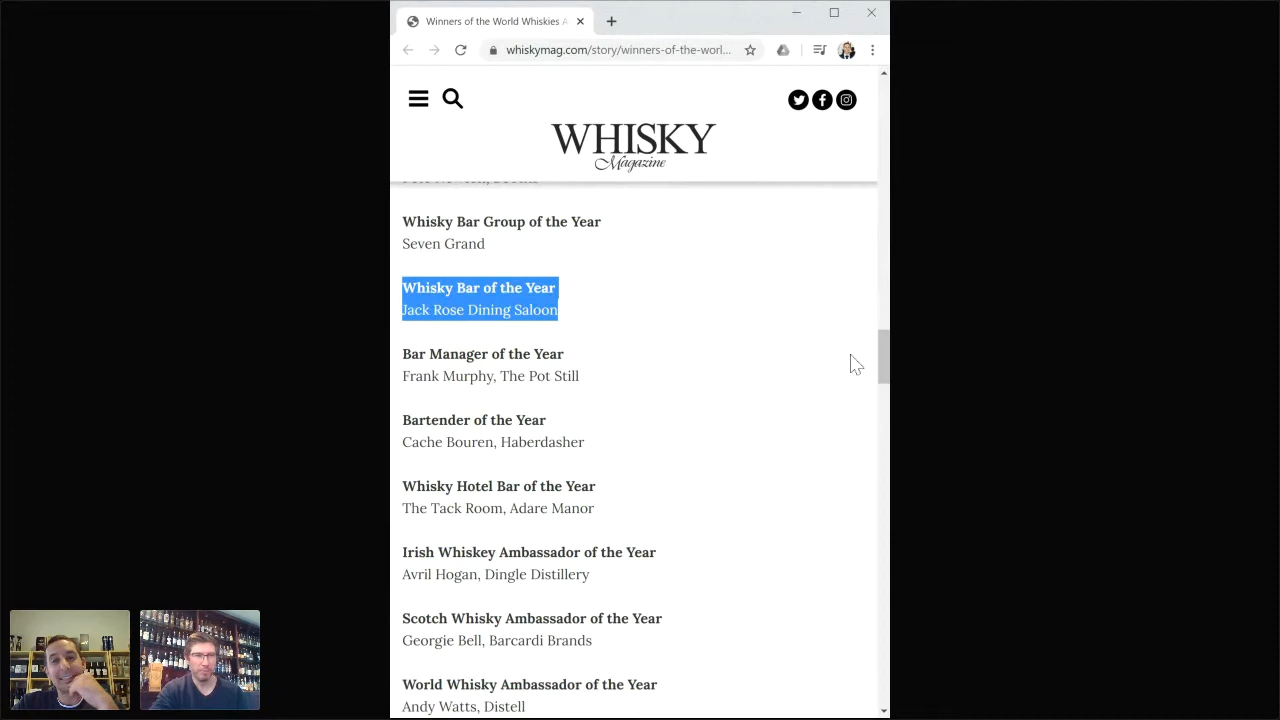 Winners of the World Whiskies A
whiskymag.com/story/winners-of-the-worl...
WHISKY
Magazine
Whisky Bar Group of the Year
Seven Grand
Whisky Bar of the Year
Jack Rose Dining Saloon
Bar Manager of the Year
Frank Murphy, The Pot Still
Bartender of the Year
Cache Bouren, Haberdasher
Whisky Hotel Bar of the Year
The Tack Room, Adare Manor
Irish Whiskey Ambassador of the Year
Avril Hogan, Dingle Distillery
Scotch Whisky Ambassador of the Year
Georgie Bell, Barcardi Brands
World Whisky Ambassador of the Year
Andy Watts, Distell